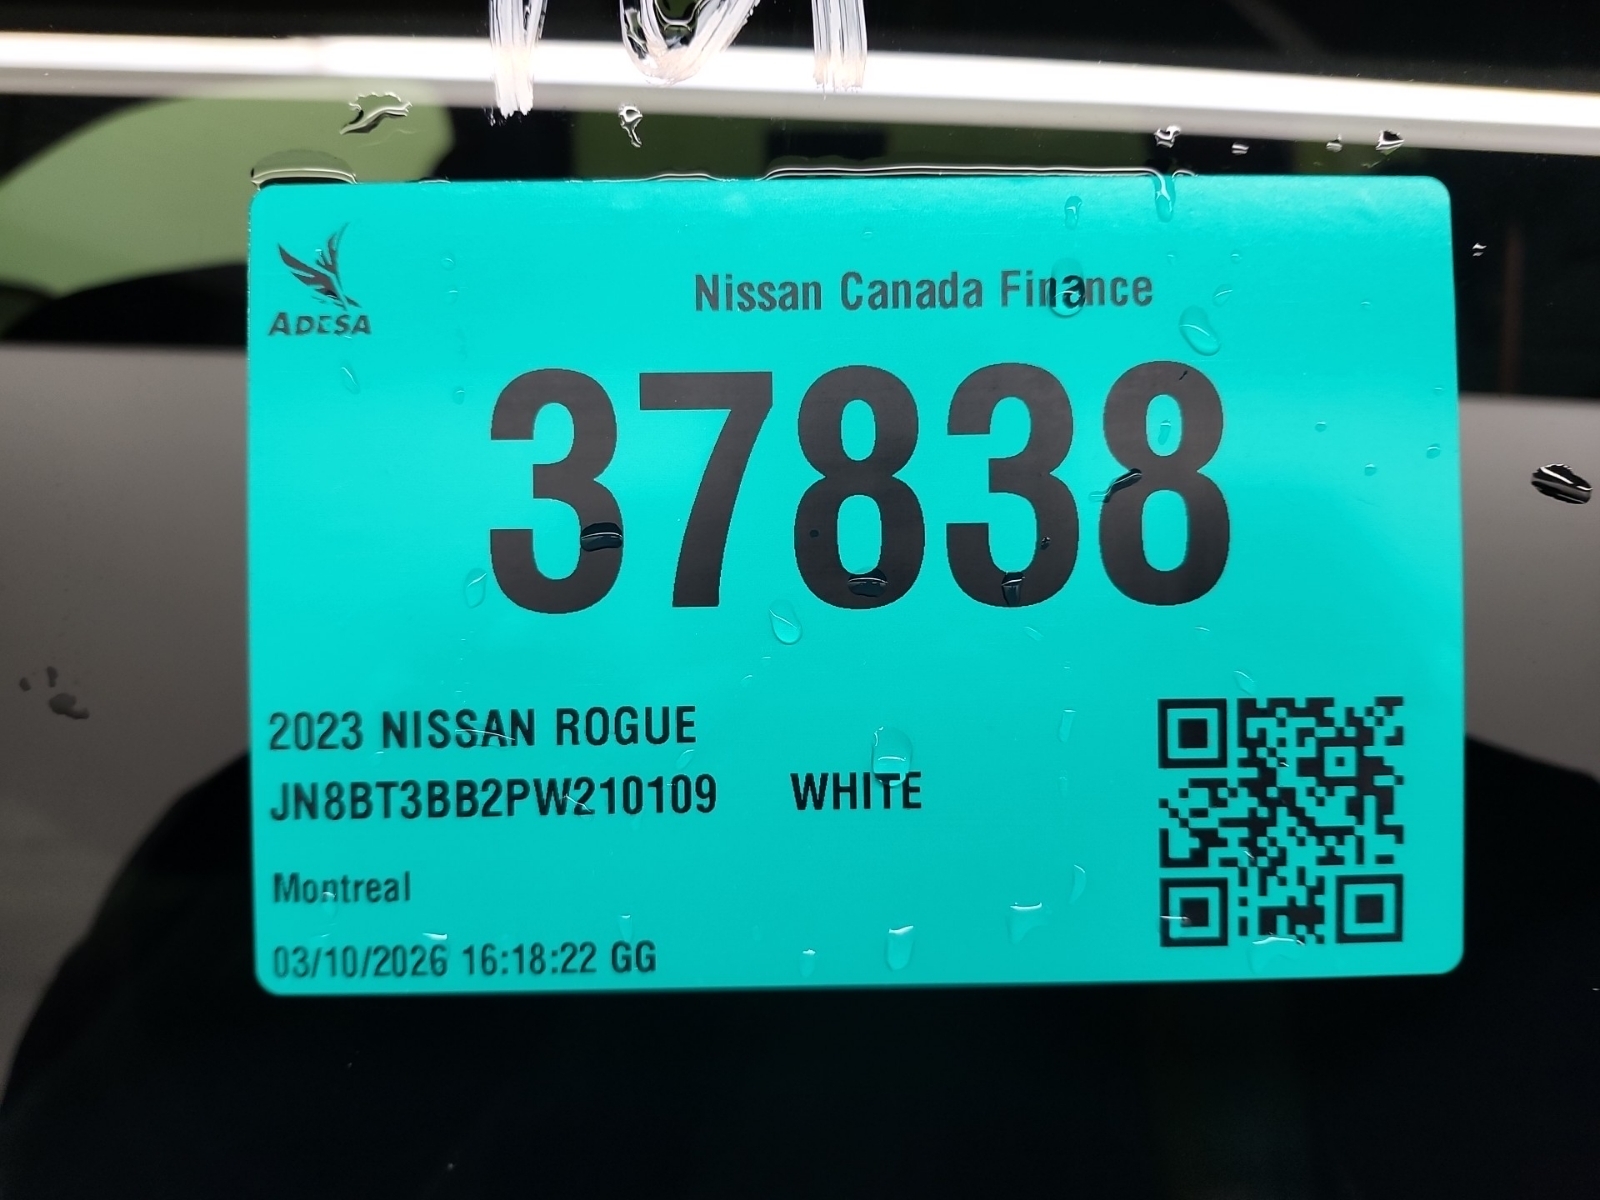 ADESA
Nissan Canada Finance
37838
2023 NISSAN ROGUE
JN8BT3BB2PW210109 WHITE
Montreal
03/10/2026 16:18:22 GG